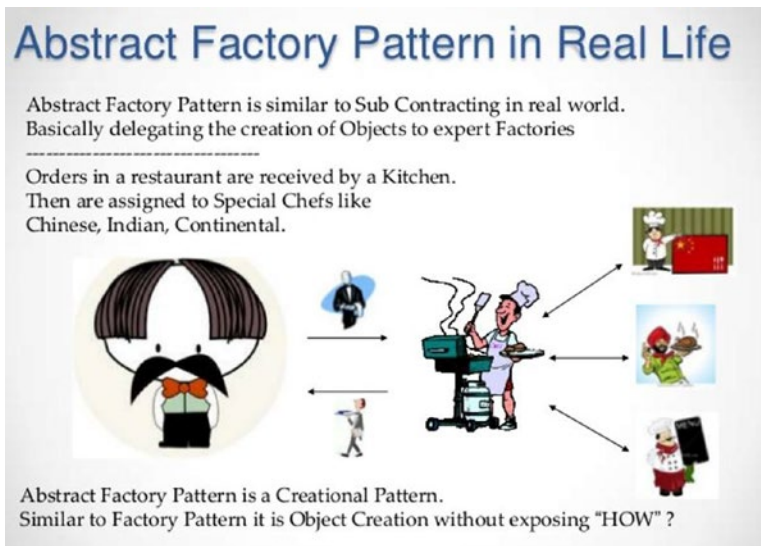 Abstract Factory Pattern in Real Life
Abstract Factory Pattern is similar to Sub Contracting in real world.
Basically delegating the creation of Objects to expert Factories
-----------------------------------
Orders in a restaurant are received by a Kitchen.
Then are assigned to Special Chefs like
Chinese, Indian, Continental.
MENU
Abstract Factory Pattern is a Creational Pattern.
Similar to Factory Pattern it is Object Creation without exposing “HOW” ?